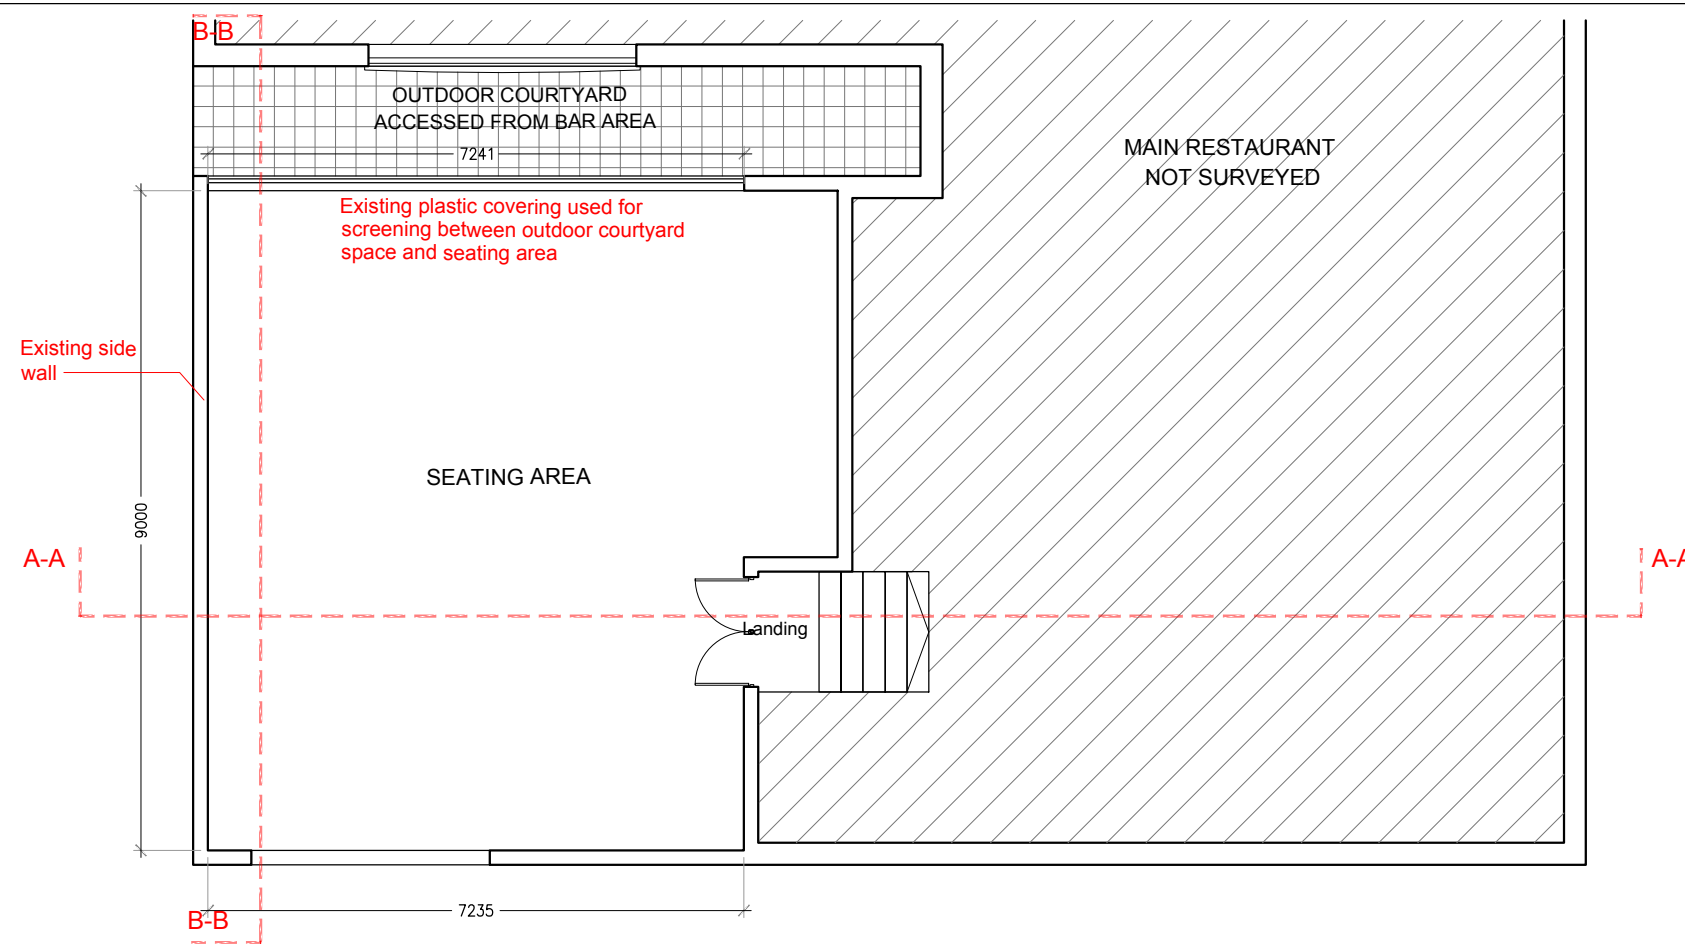 B-B
OUTDOOR COURTYARD
ACCESSED FROM BAR AREA
7241
MAIN RESTAURANT
NOT SURVEYED
Existing plastic covering used for
screening between outdoor courtyard
space and seating area
Existing side
wall
SEATING AREA
9000
A-A
A-A
Landing
7235
B-B